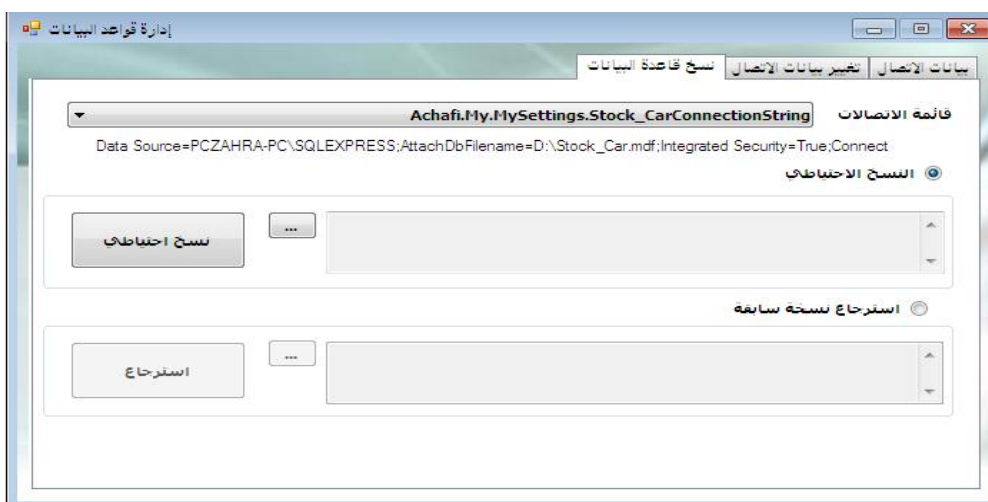 إدارة قواعد البيانات
بيانات الاتصال
تغيير بيانات الاتصال
نسخ قاعدة البيانات
قائمة الاتصالات
Achafi.My.MySettings.Stock_CarConnectionString
Data Source=PCZAHRA-PC\SQLEXPRESS;AttachDbFilename=D:\Stock_Car.mdf;Integrated Security=True;Connect
النسخ الاحتياطي
...
نسخ احتياطي
استرجاع نسخة سابقة
...
استرجاع